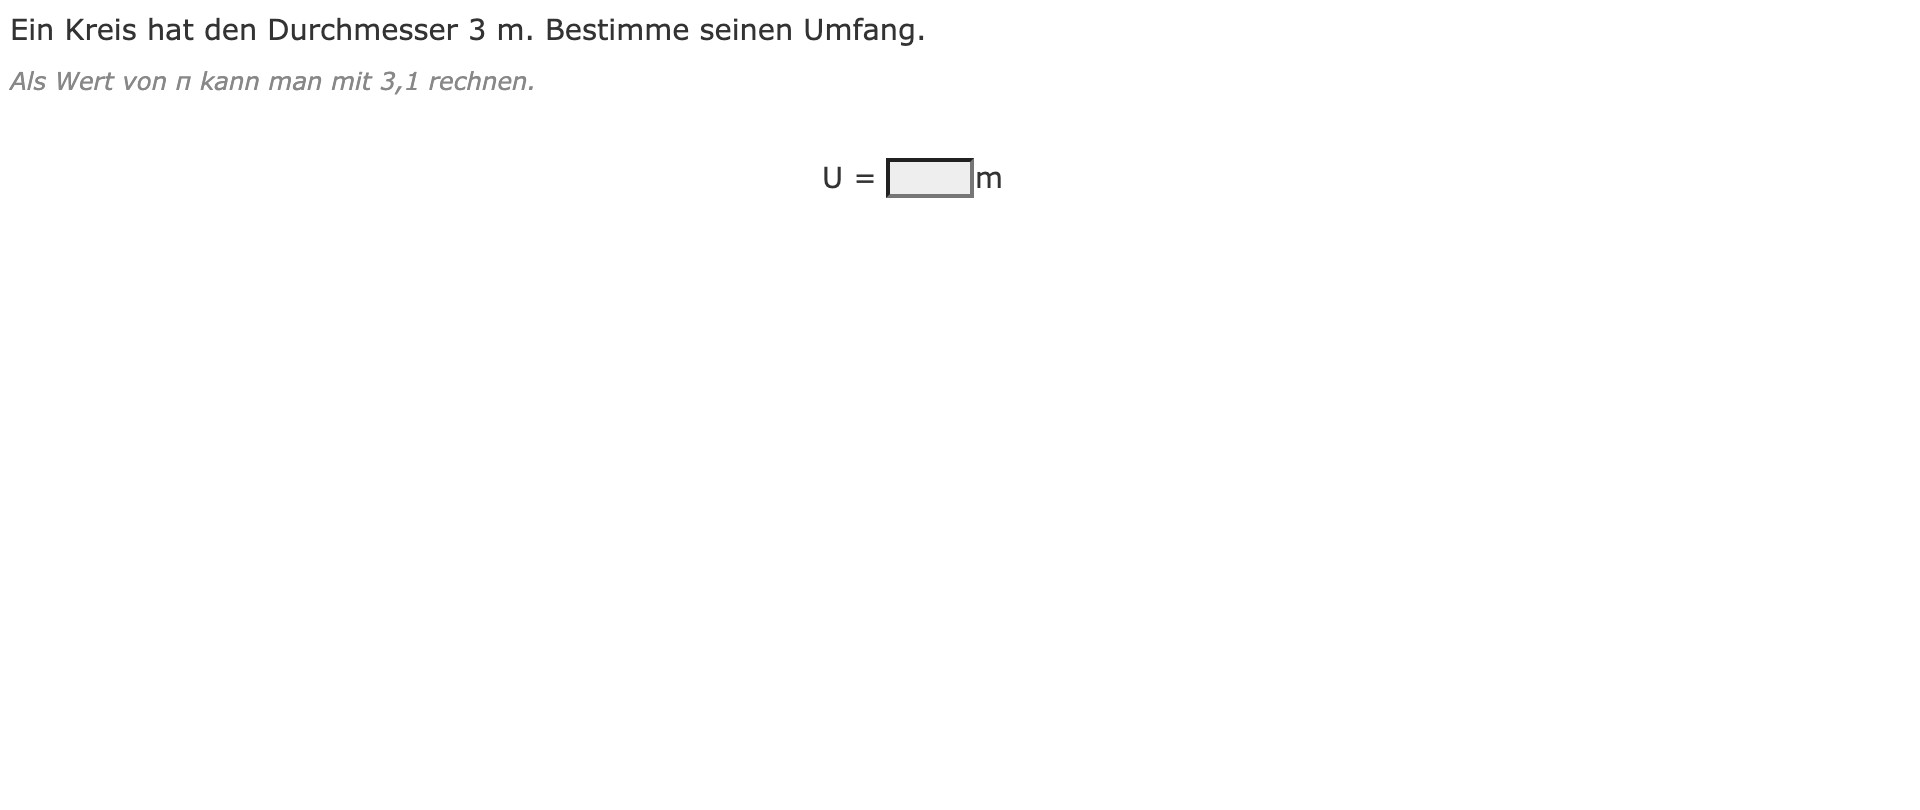 Ein Kreis hat den Durchmesser 3 m. Bestimme seinen Umfang.
Als Wert von π kann man mit 3,1 rechnen.
U = m